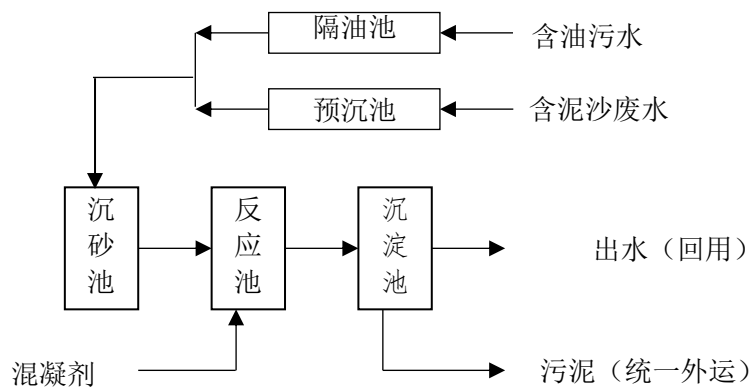 隔油池
含油污水
预沉池
含泥沙废水
沉砂池
反应池
沉淀池
出水（回用）
混凝剂
污泥（统一外运）